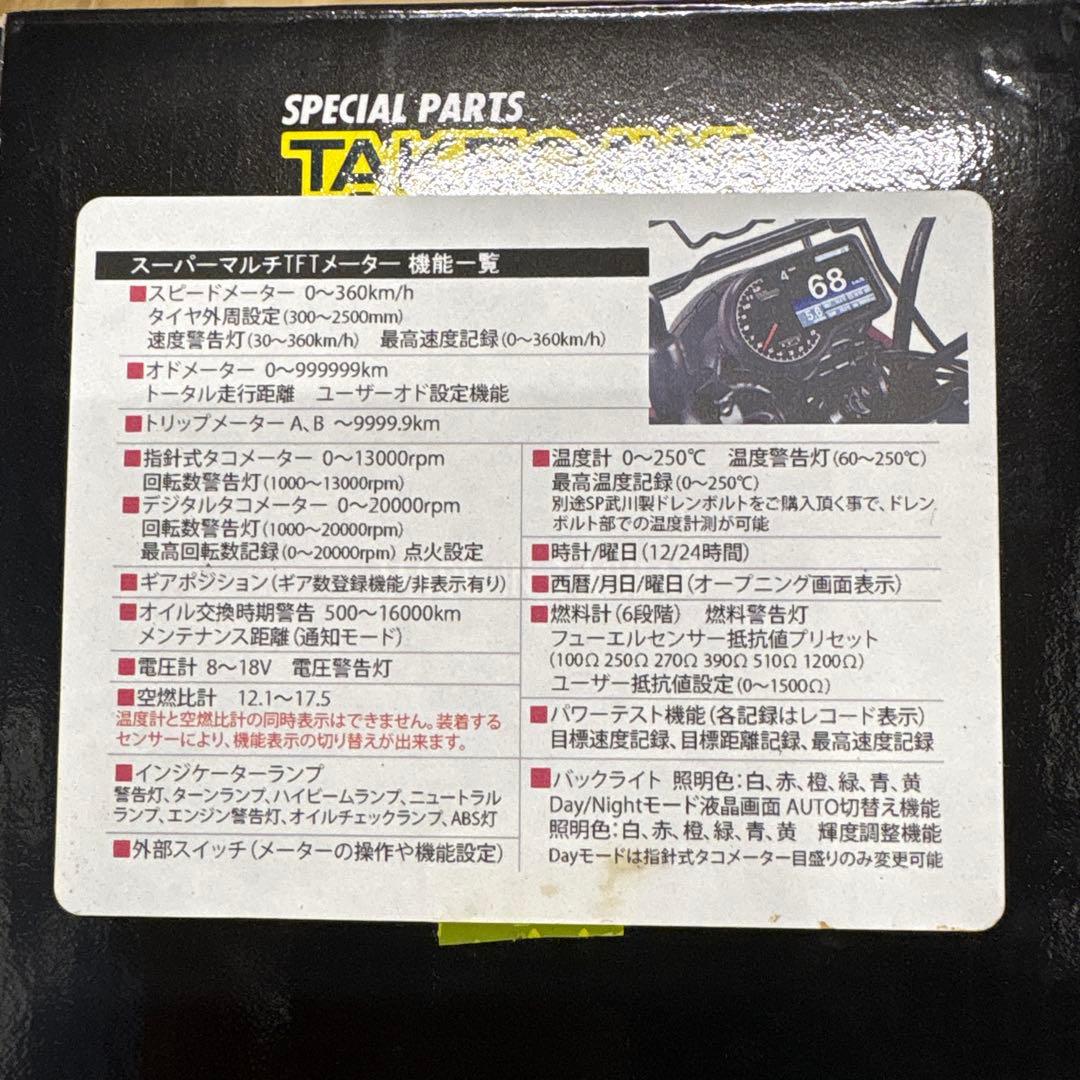 SPECIAL PARTS
TAKEGAWA
スーパーマルチTFTメーター 機能一覧
■スピードメーター 0～360km/h
タイヤ外周設定(300～2500mm)
速度警告灯(30～360km/h) 最高速度記録(0～360km/h)
■オドメーター 0～999999km
トータル走行距離 ユーザーオド設定機能
■トリップメーター A、B ～9999.9km
■指針式タコメーター 0～13000rpm
回転数警告灯(1000～13000rpm)
■デジタルタコメーター 0～20000rpm
回転数警告灯(1000～20000rpm)
最高回転数記録(0～20000rpm) 点火設定
■ギアポジション(ギア数登録機能/非表示有り)
■オイル交換時期警告 500～16000km
メンテナンス距離(通知モード)
■電圧計 8～18V 電圧警告灯
■空燃比計 12.1～17.5
温度計と空燃比計の同時表示はできません。装着する
センサーにより、機能表示の切り替えが出来ます。
■インジケーターランプ
警告灯、ターンランプ、ハイビームランプ、ニュートラル
ランプ、エンジン警告灯、オイルチェックランプ、ABS灯
■外部スイッチ(メーターの操作や機能設定)
■温度計 0～250℃ 温度警告灯(60～250℃)
最高温度記録(0～250℃)
別途SP武川製ドレンボルトをご購入頂く事で、ドレン
ボルト部での温度計測が可能
■時計/曜日(12/24時間)
■西暦/月日/曜日(オープニング画面表示)
■燃料計(6段階) 燃料警告灯
フューエルセンサー抵抗値プリセット
(100Ω 250Ω 270Ω 390Ω 510Ω 1200Ω)
ユーザー抵抗値設定(0～1500Ω)
■パワーテスト機能(各記録はレコード表示)
目標速度記録、目標距離記録、最高速度記録
■バックライト 照明色:白、赤、橙、緑、青、黄
Day/Nightモード液晶画面 AUTO切替え機能
照明色:白、赤、橙、緑、青、黄 輝度調整機能
Dayモードは指針式タコメーター目盛りのみ変更可能
4
68
5.6